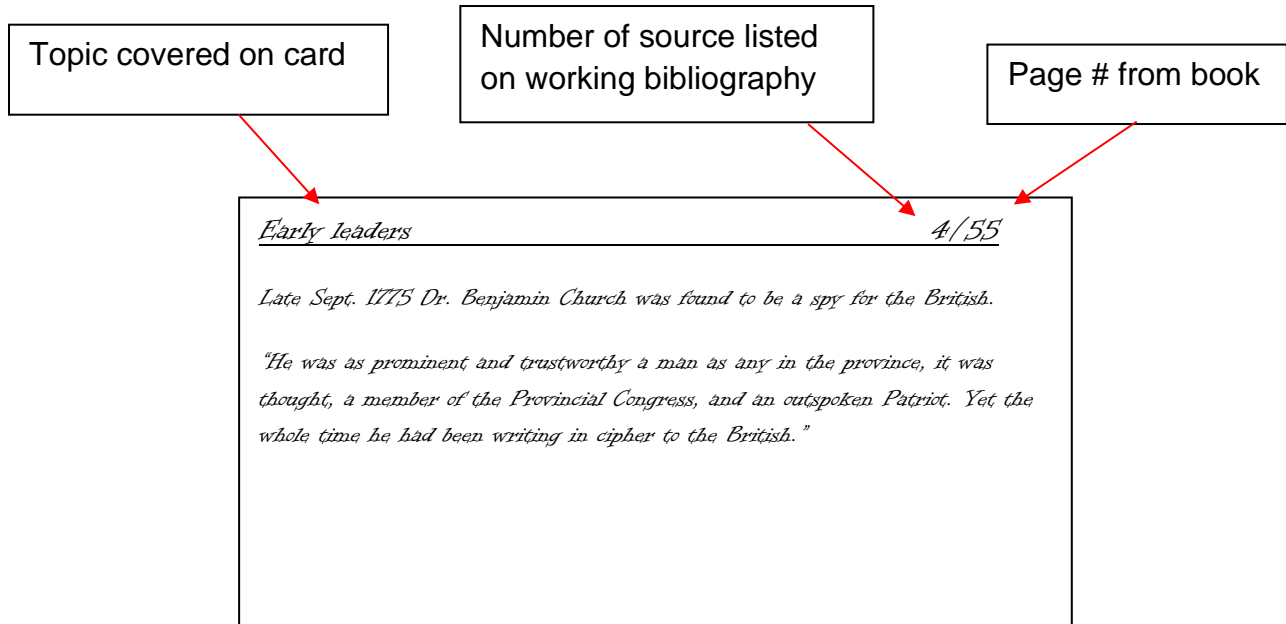 Topic covered on card
Number of source listed
on working bibliography
Page # from book
Early leaders 4/55
Late Sept. 1775 Dr. Benjamin Church was found to be a spy for the British.
“He was as prominent and trustworthy a man as any in the province, it was
thought, a member of the Provincial Congress, and an outspoken Patriot. Yet the
whole time he had been writing in cipher to the British.”